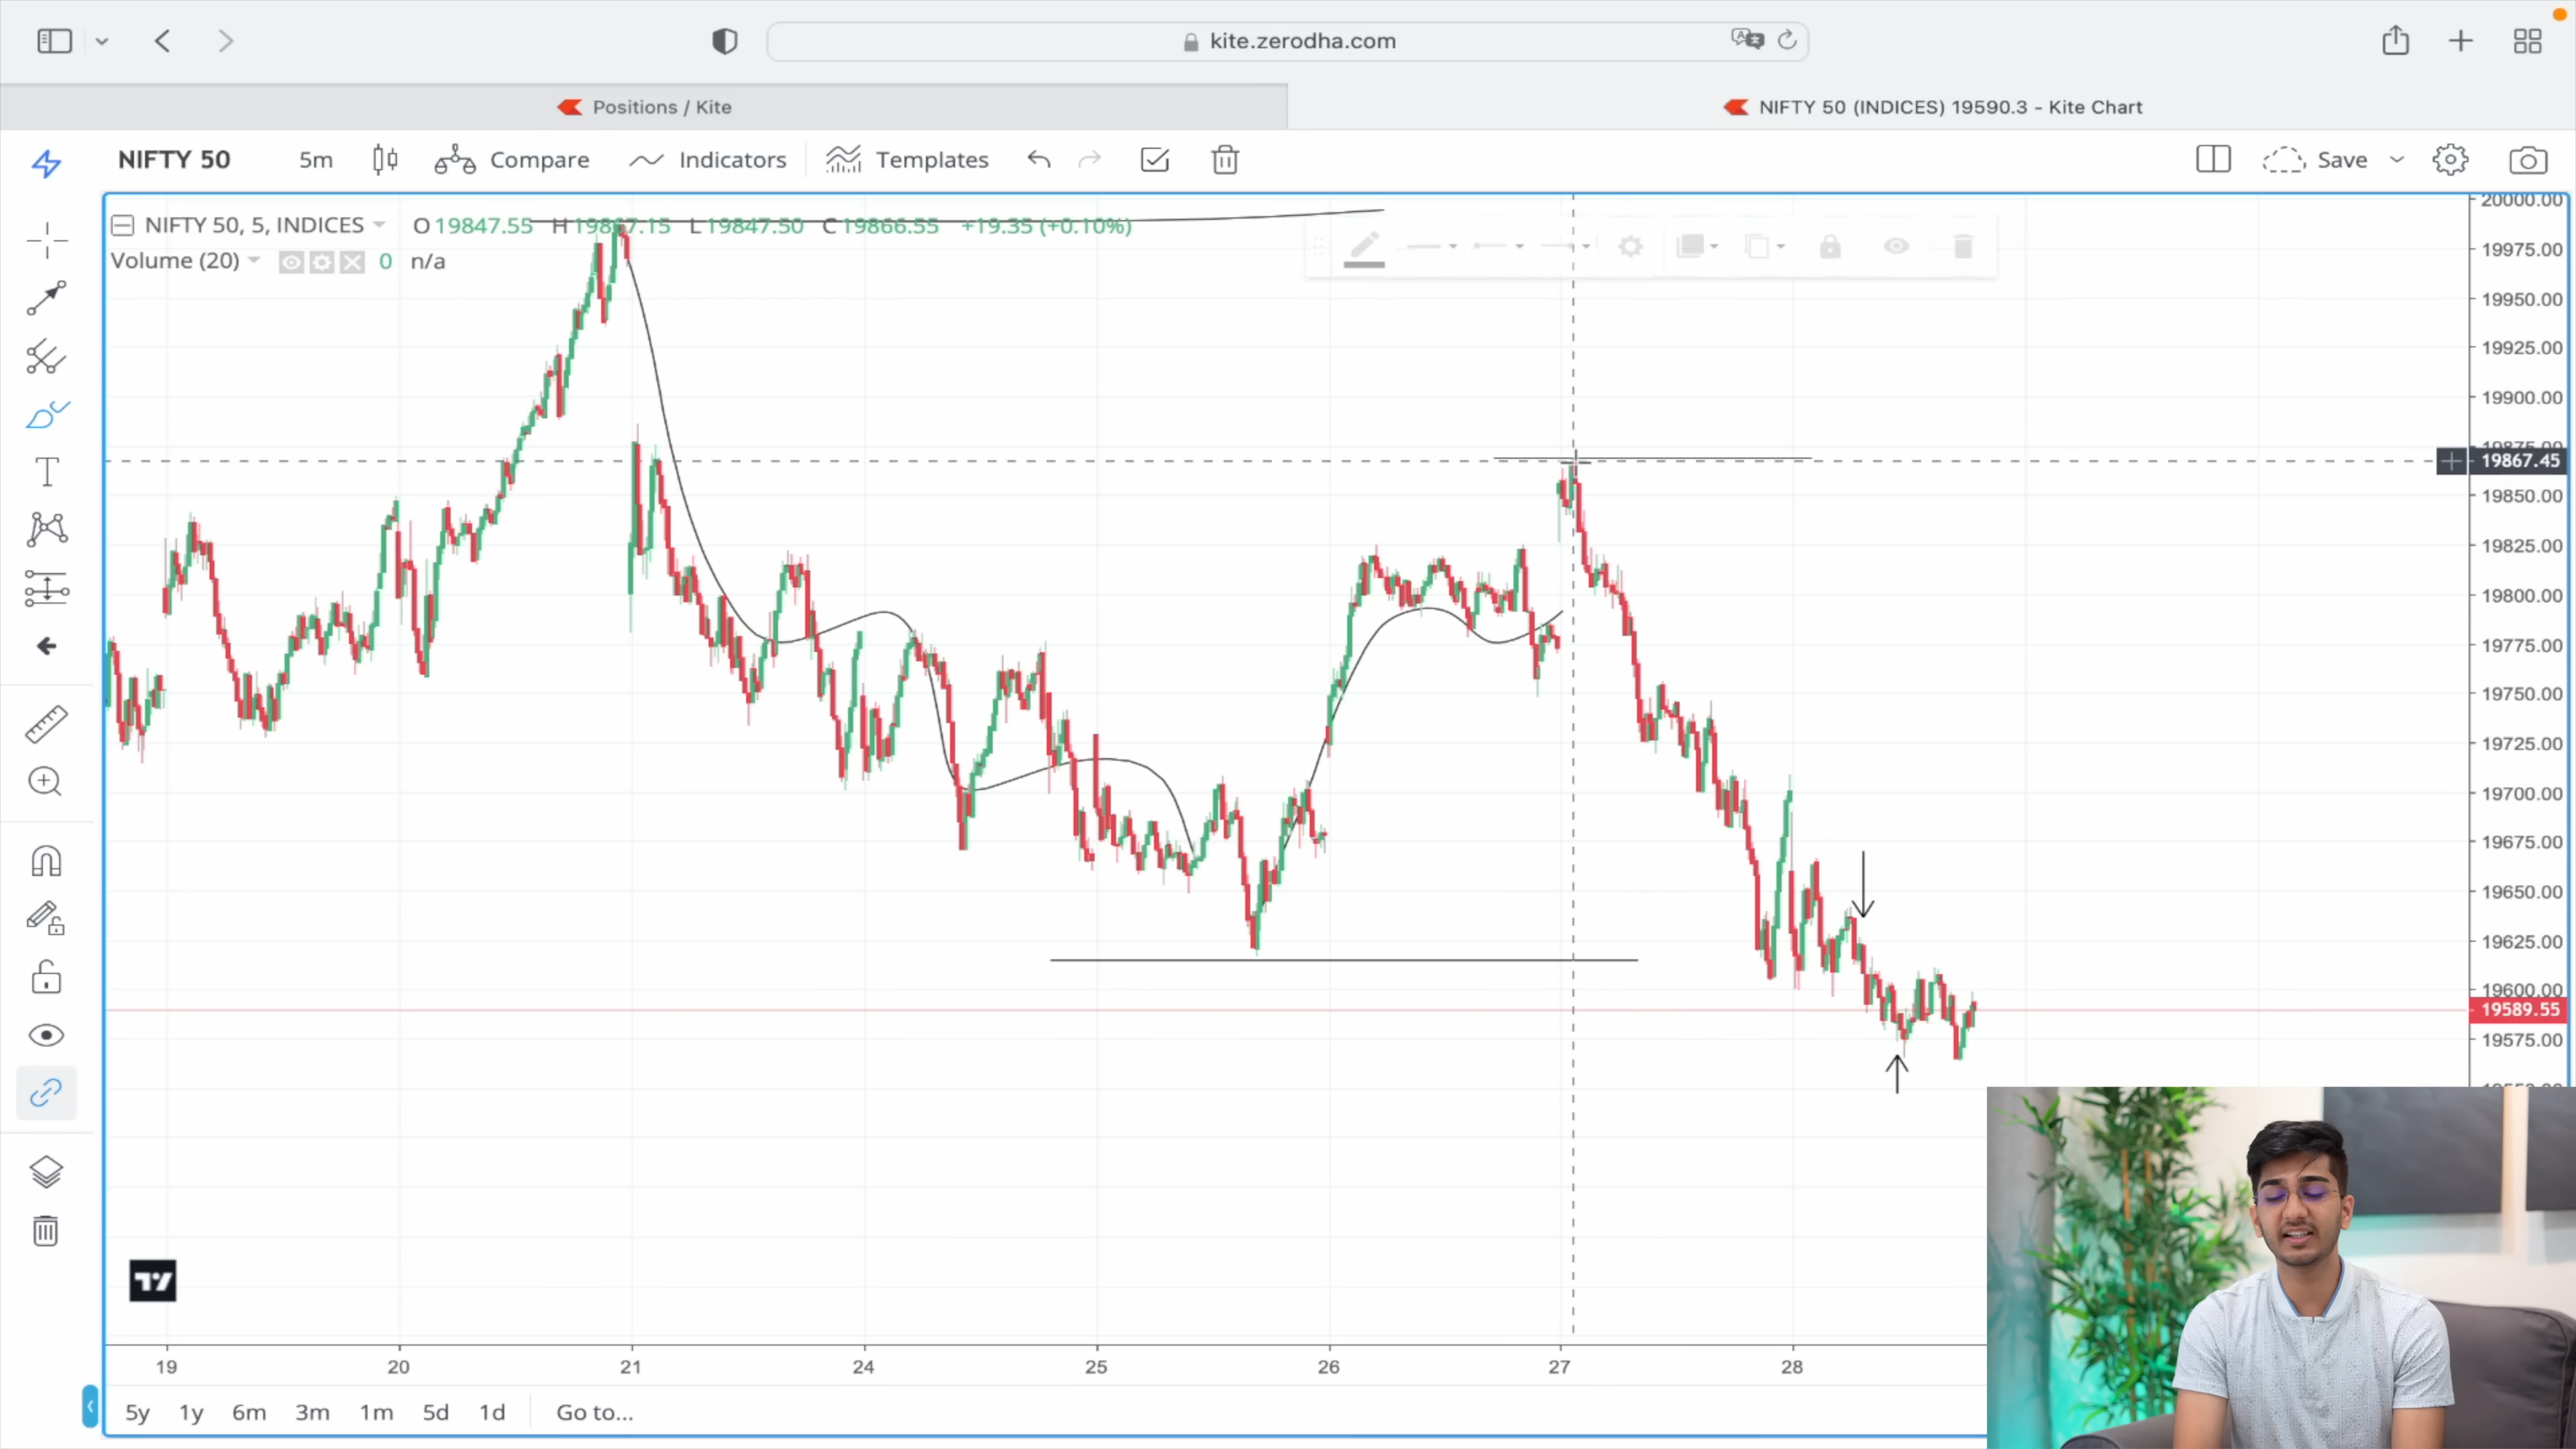 kite.zerodha.com
Positions / Kite
NIFTY 50 (INDICES) 19590.3 - Kite Chart
NIFTY 50 5m Compare Indicators Templates Save
NIFTY 50, 5, INDICES O 19847.55 H 19867.15 L 19847.50 C 19866.55 +19.35 (+0.10%)
Volume (20) 0 n/a
20000.00
19975.00
19950.00
19925.00
19900.00
19875.00
19867.45
19850.00
19825.00
19800.00
19775.00
19750.00
19725.00
19700.00
19675.00
19650.00
19625.00
19600.00
19589.55
19575.00
19 20 21 24 25 26 27 28
5y 1y 6m 3m 1m 5d 1d Go to...